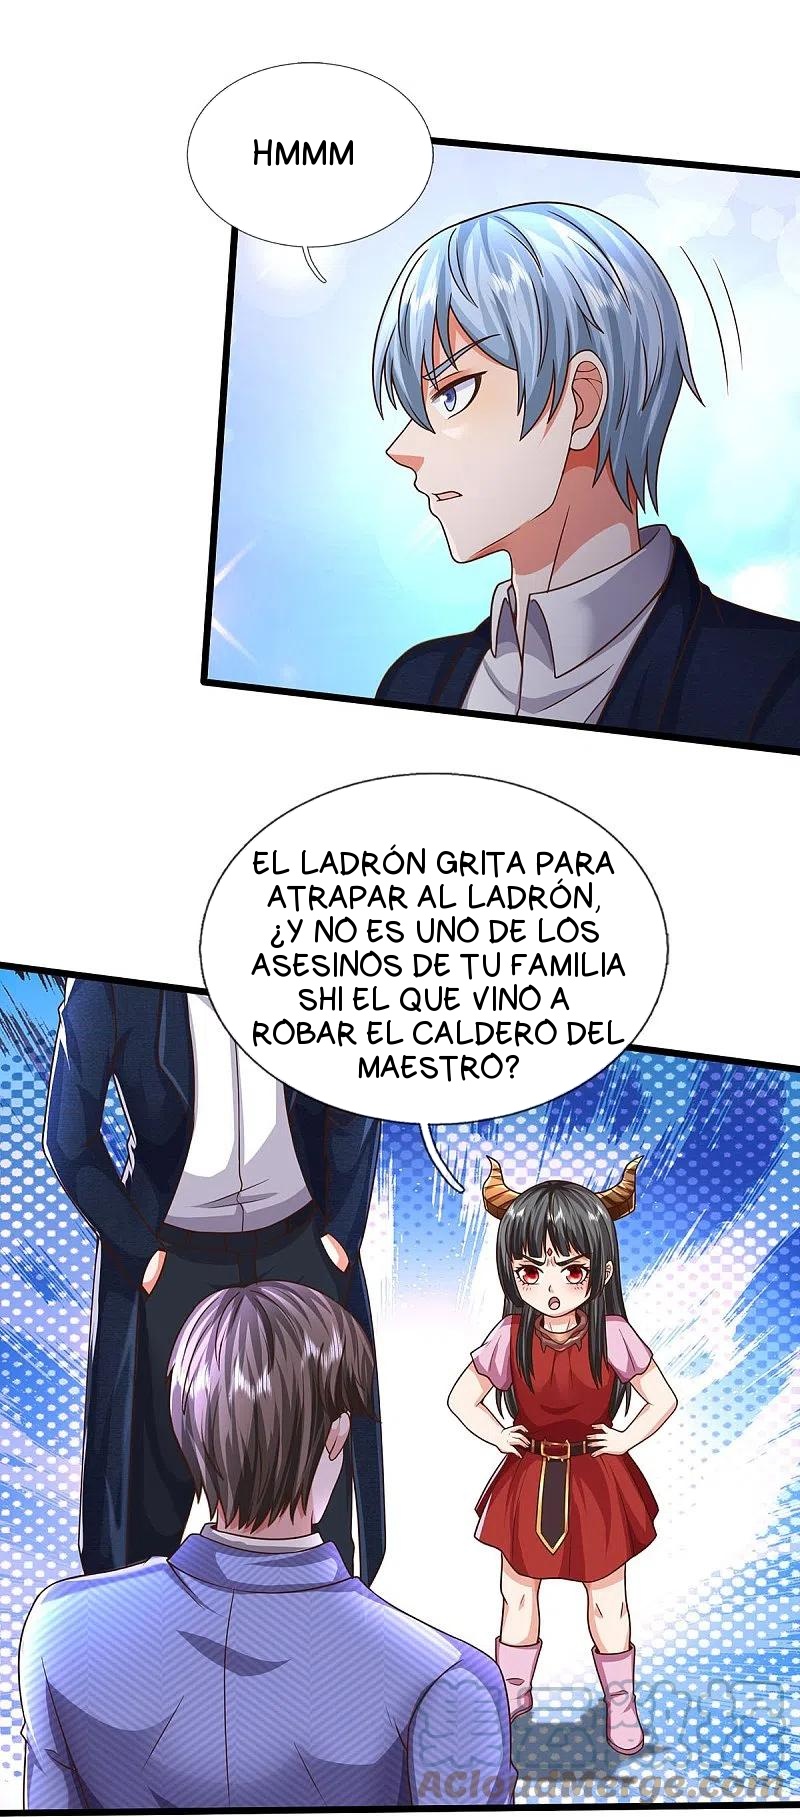 HMMM
EL LADRÓN GRITA PARA
ATRAPAR AL LADRÓN,
¿Y NO ES UNO DE LOS
ASESINOS DE TU FAMILIA
SHI EL QUE VINO A
ROBAR EL CALDERO DEL
MAESTRO?
ACloudMerge.com